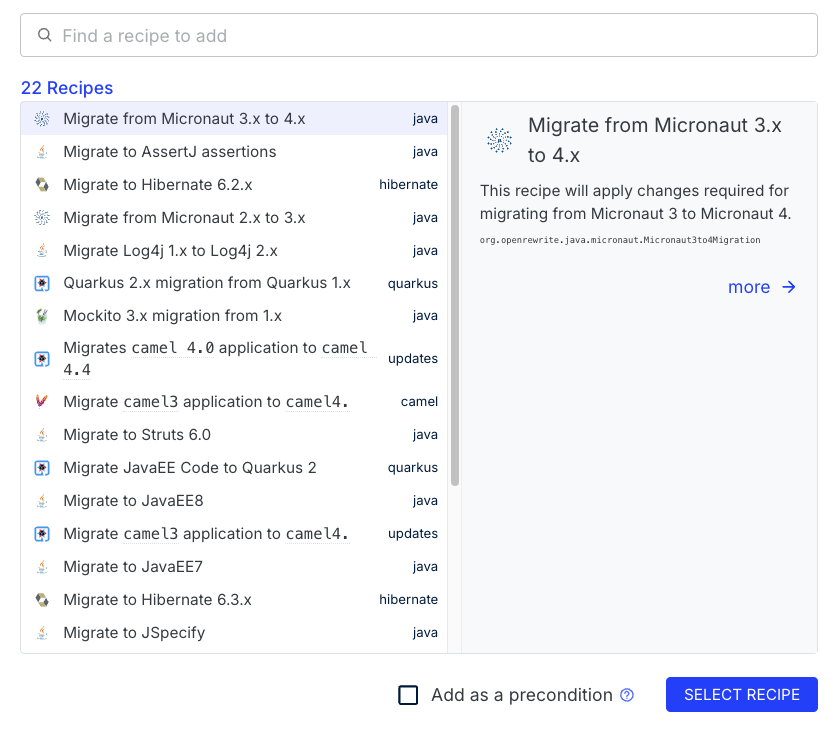 Find a recipe to add
22 Recipes
Migrate from Micronaut 3.x to 4.x java
Migrate to AssertJ assertions java
Migrate to Hibernate 6.2.x hibernate
Migrate from Micronaut 2.x to 3.x java
Migrate Log4j 1.x to Log4j 2.x java
Quarkus 2.x migration from Quarkus 1.x quarkus
Mockito 3.x migration from 1.x java
Migrates camel 4.0 application to camel
4.4 updates
Migrate camel3 application to camel4. camel
Migrate to Struts 6.0 java
Migrate JavaEE Code to Quarkus 2 quarkus
Migrate to JavaEE8 java
Migrate camel3 application to camel4. updates
Migrate to JavaEE7 java
Migrate to Hibernate 6.3.x hibernate
Migrate to JSpecify java
Migrate from Micronaut 3.x
to 4.x
This recipe will apply changes required for
migrating from Micronaut 3 to Micronaut 4.
org.openrewrite.java.micronaut.Micronaut3to4Migration
more
Add as a precondition
SELECT RECIPE